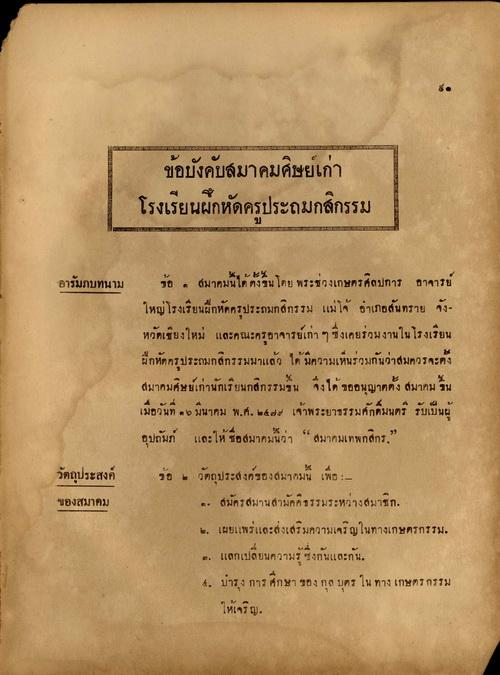 ๕๑
ข้อบังคับสมาคมศิษย์เก่า
โรงเรียนฝึกหัดครูประถมกสิกรรม
อารัมภบทนาม ข้อ ๑ สมาคมนี้ได้ตั้งขึ้นโดย พระช่วงเกษตรศิลปการ อาจารย์
ใหญ่โรงเรียนฝึกหัดครูประถมกสิกรรม แม่โจ้ อำเภอสันทราย จัง-
หวัดเชียงใหม่ และคณะครูอาจารย์เก่า ๆ ซึ่งเคยร่วมงานในโรงเรียน
ฝึกหัดครูประถมกสิกรรมมาแล้ว ได้มีความเห็นร่วมกันว่าสมควรจะตั้ง
สมาคมศิษย์เก่านักเรียนกสิกรรมขึ้น จึงได้ ขออนุญาตตั้ง สมาคม ขึ้น
เมื่อวันที่ ๑๖ มีนาคม พ.ศ. ๒๔๗๙ เจ้าพระยาธรรมศักดิ์มนตรี รับเป็นผู้
อุปถัมภ์ และให้ ชื่อสมาคมนี้ว่า “สมาคมเทพกสิกร.”
วัตถุประสงค์ ข้อ ๒ วัตถุประสงค์ของสมาคมนี้ เพื่อ :—
ของสมาคม ๑. สมัครสมานสามัคคีธรรมระหว่างสมาชิก.
๒. เผยแพร่และส่งเสริมความเจริญในทางเกษตรกรรม.
๓. แลกเปลี่ยนความรู้ ซึ่งกันและกัน.
๔. บำรุง การ ศึกษา ของ กุล บุตร ใน ทาง เกษตร กรรม
ให้เจริญ.